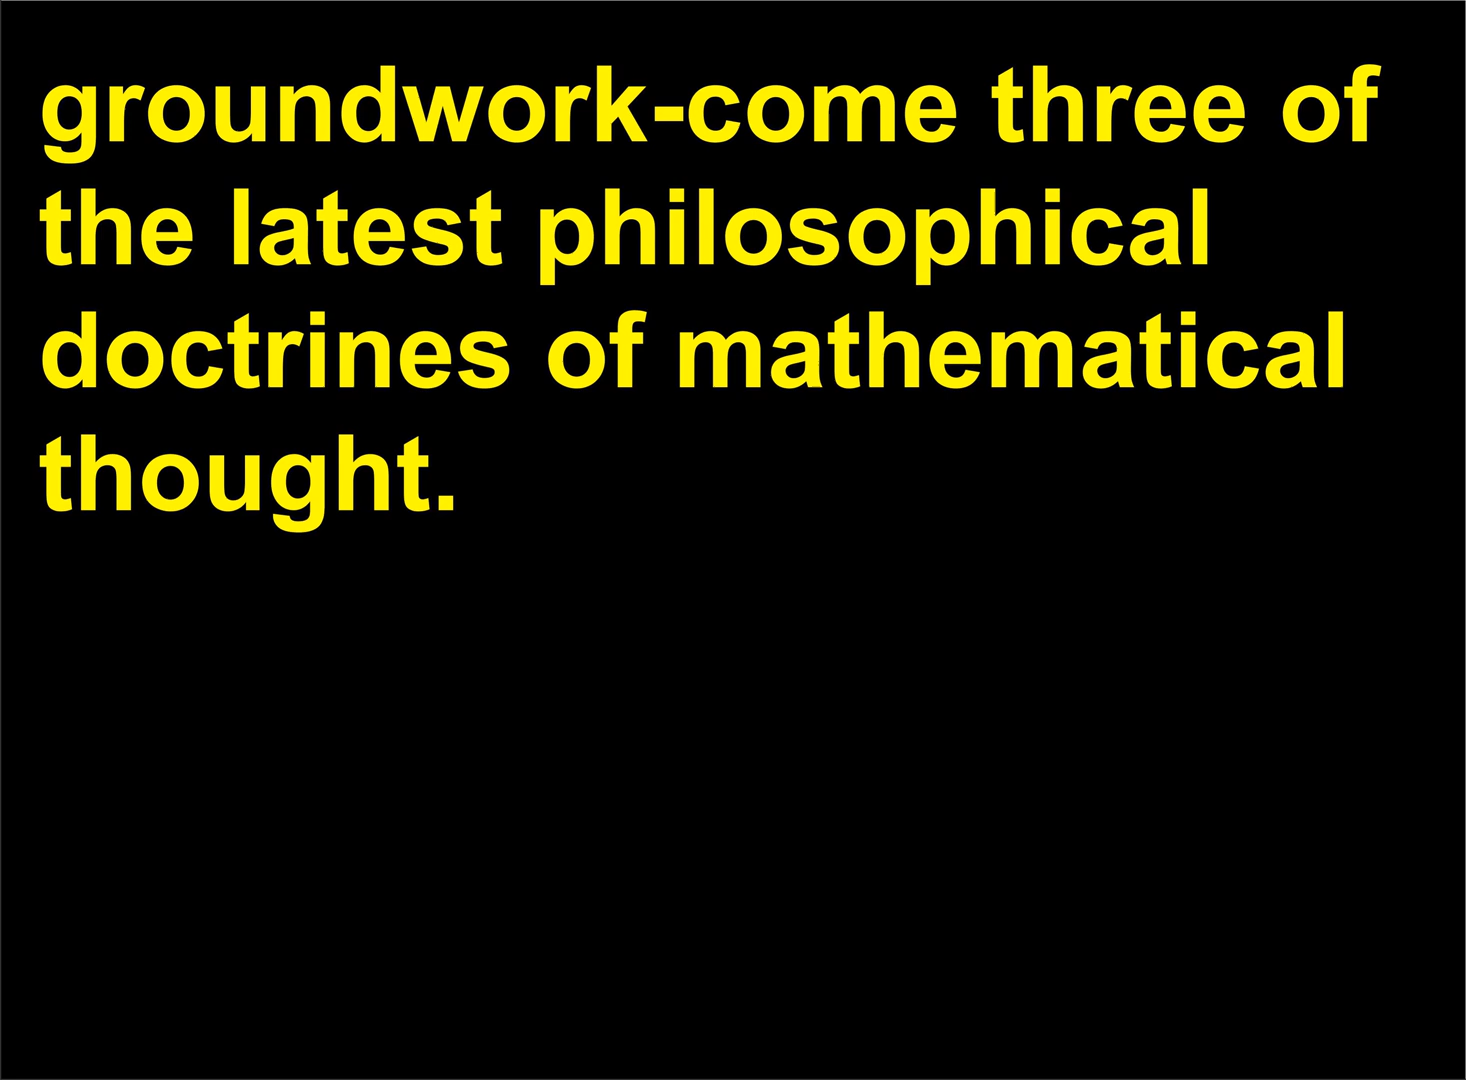 groundwork-come three of
the latest philosophical
doctrines of mathematical
thought.